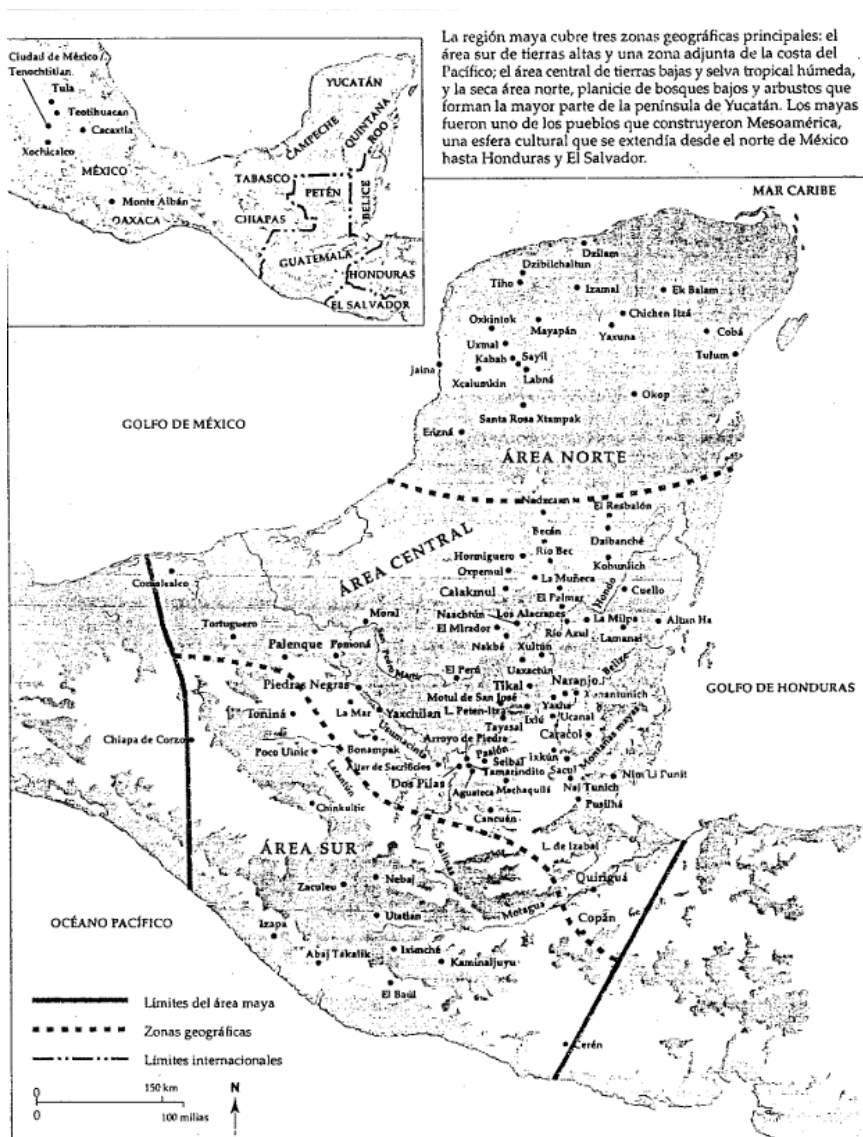 La región maya cubre tres zonas geográficas principales: el
área sur de tierras altas y una zona adjunta de la costa del
Pacífico; el área central de tierras bajas y selva tropical húmeda,
y la seca área norte, planicie de bosques bajos y arbustos que
forman la mayor parte de la península de Yucatán. Los mayas
fueron uno de los pueblos que construyeron Mesoamérica,
una esfera cultural que se extendía desde el norte de México
hasta Honduras y El Salvador.
Ciudad de México /
Tenochtitlan
Tula
Teotihuacan
Cacaxtla
Xochicalco
MÉXICO
Monte Albán
OAXACA
YUCATÁN
CAMPECHE
QUINTANA
ROO
TABASCO
PETÉN
BELICE
CHIAPAS
GUATEMALA
HONDURAS
EL SALVADOR
MAR CARIBE
Dzilam
Dzibilchaltun
Tiho
Izamal
Ek Balam
Oxkintok
Mayapán
Chichen Itzá
Yaxuna
Cobá
Uxmal
Kabah
Sayil
Tulum
Jaina
Xcalumkin
Labná
Okop
Santa Rosa Xtampak
GOLFO DE MÉXICO
ÁREA NORTE
El Resbalón
Becán
Dzibanché
ÁREA CENTRAL
Hormiguero
Río Bec
Kohunlich
Oxpemul
La Muñeca
Comalcalco
Calakmul
El Palmar
Hondo
Cuello
Tortuguero
Moral
Naachtún
Los Alacranes
La Milpa
Altun Ha
El Mirador
Río Azul
Lamanai
Palenque
Pomoná
San Pedro Mártir
Nakbé
Xultún
Uaxactún
Belize
El Perú
Tikal
Naranjo
GOLFO DE HONDURAS
Piedras Negras
Motul de San José
Yaxha
Xunantunich
Toniná
La Mar
Yaxchilan
L. Peten-Itza
Ixlú
Ucanal
Tayasal
Chiapa de Corzo
Usumacinta
Arroyo de Piedra
Caracol
Montañas mayas
Poco Uinic
Bonampak
Pasión
Altar de Sacrificios
Seibal
Ixkún
Lacantún
Dos Pilas
Tamarindito
Sacul
Nim Li Punit
Aguateca
Machaquilá
Naj Tunich
Chinkultic
Pusilhá
Cancuén
ÁREA SUR
Salinas
L. de Izabal
Zaculeu
Nebaj
Quiriguá
OCÉANO PACÍFICO
Utatlan
Motagua
Copán
Izapa
Abaj Takalik
Iximché
Kaminaljuyu
El Baúl
Cerén
Límites del área maya
Zonas geográficas
Límites internacionales
0
150 km
0
100 millas
N